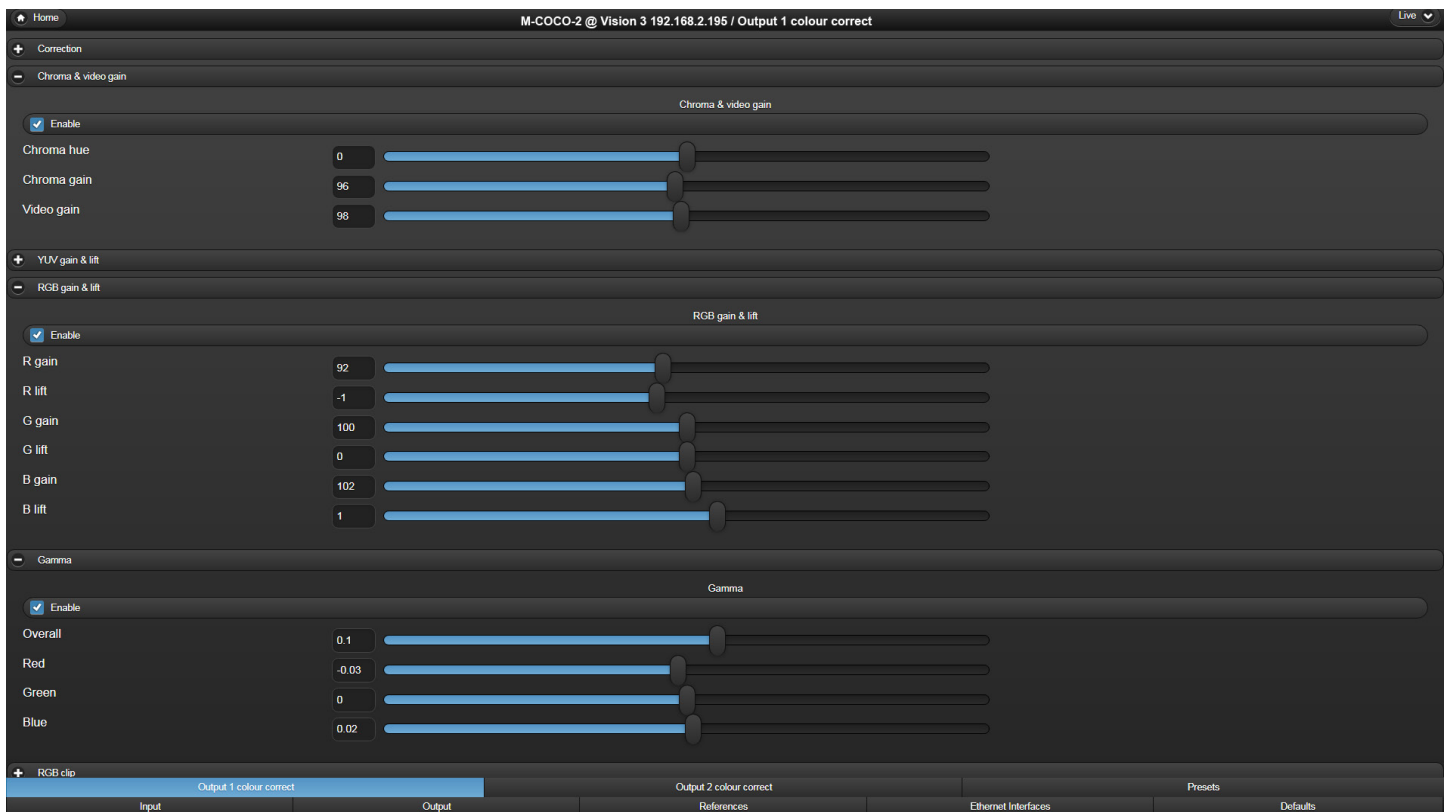 Home
M-COCO-2 @ Vision 3 192.168.2.195 / Output 1 colour correct
Live
Correction
Chroma & video gain
Chroma & video gain
Enable
Chroma hue 0
Chroma gain 96
Video gain 98
YUV gain & lift
RGB gain & lift
RGB gain & lift
Enable
R gain 92
R lift -1
G gain 100
G lift 0
B gain 102
B lift 1
Gamma
Gamma
Enable
Overall 0.1
Red -0.03
Green 0
Blue 0.02
RGB clip
Output 1 colour correct Output 2 colour correct Presets
Input Output References Ethernet Interfaces Defaults